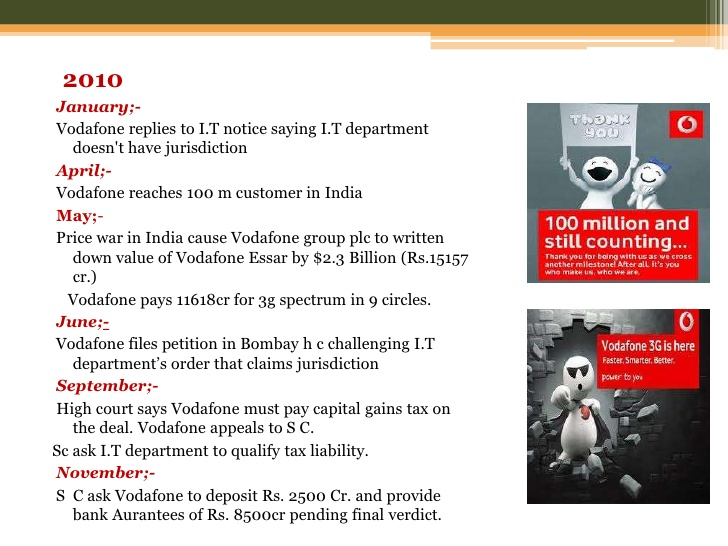 2010
January;-
Vodafone replies to I.T notice saying I.T department
doesn't have jurisdiction
April;-
Vodafone reaches 100 m customer in India
May;-
Price war in India cause Vodafone group plc to written
down value of Vodafone Essar by $2.3 Billion (Rs.15157
cr.)
Vodafone pays 11618cr for 3g spectrum in 9 circles.
June;-
Vodafone files petition in Bombay h c challenging I.T
department's order that claims jurisdiction
September;-
High court says Vodafone must pay capital gains tax on
the deal. Vodafone appeals to S C.
Sc ask I.T department to qualify tax liability.
November;-
S  C ask Vodafone to deposit Rs. 2500 Cr. and provide
bank Aurantees of Rs. 8500cr pending final verdict.
THANK
YOU
100 million and
still counting...
Thank you for being with us as we cross
another milestone! After all, it's you
who make us, who we are.
Vodafone 3G is here
Faster. Smarter. Better.
power to you